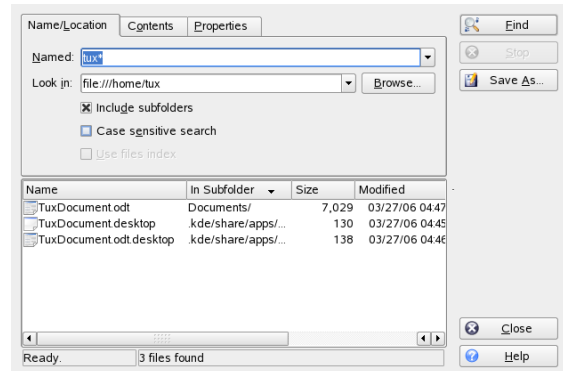 Name/Location Contents Properties
Find
Named: tux*
Stop
Look in: file:///home/tux Browse...
Save As...
Include subfolders
Case sensitive search
Use files index
Name In Subfolder Size Modified
TuxDocument.odt Documents/ 7,029 03/27/06 04:47
TuxDocument.desktop .kde/share/apps/... 130 03/27/06 04:45
TuxDocument.odt.desktop .kde/share/apps/... 138 03/27/06 04:46
Close
Ready. 3 files found
Help